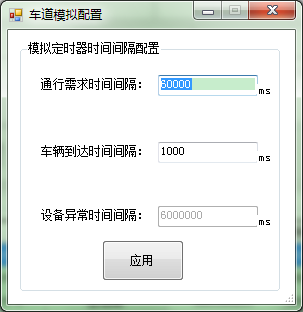 车道模拟配置
模拟定时器时间间隔配置
通行需求时间间隔： 60000 ms
车辆到达时间间隔： 1000 ms
设备异常时间间隔： 6000000 ms
应用